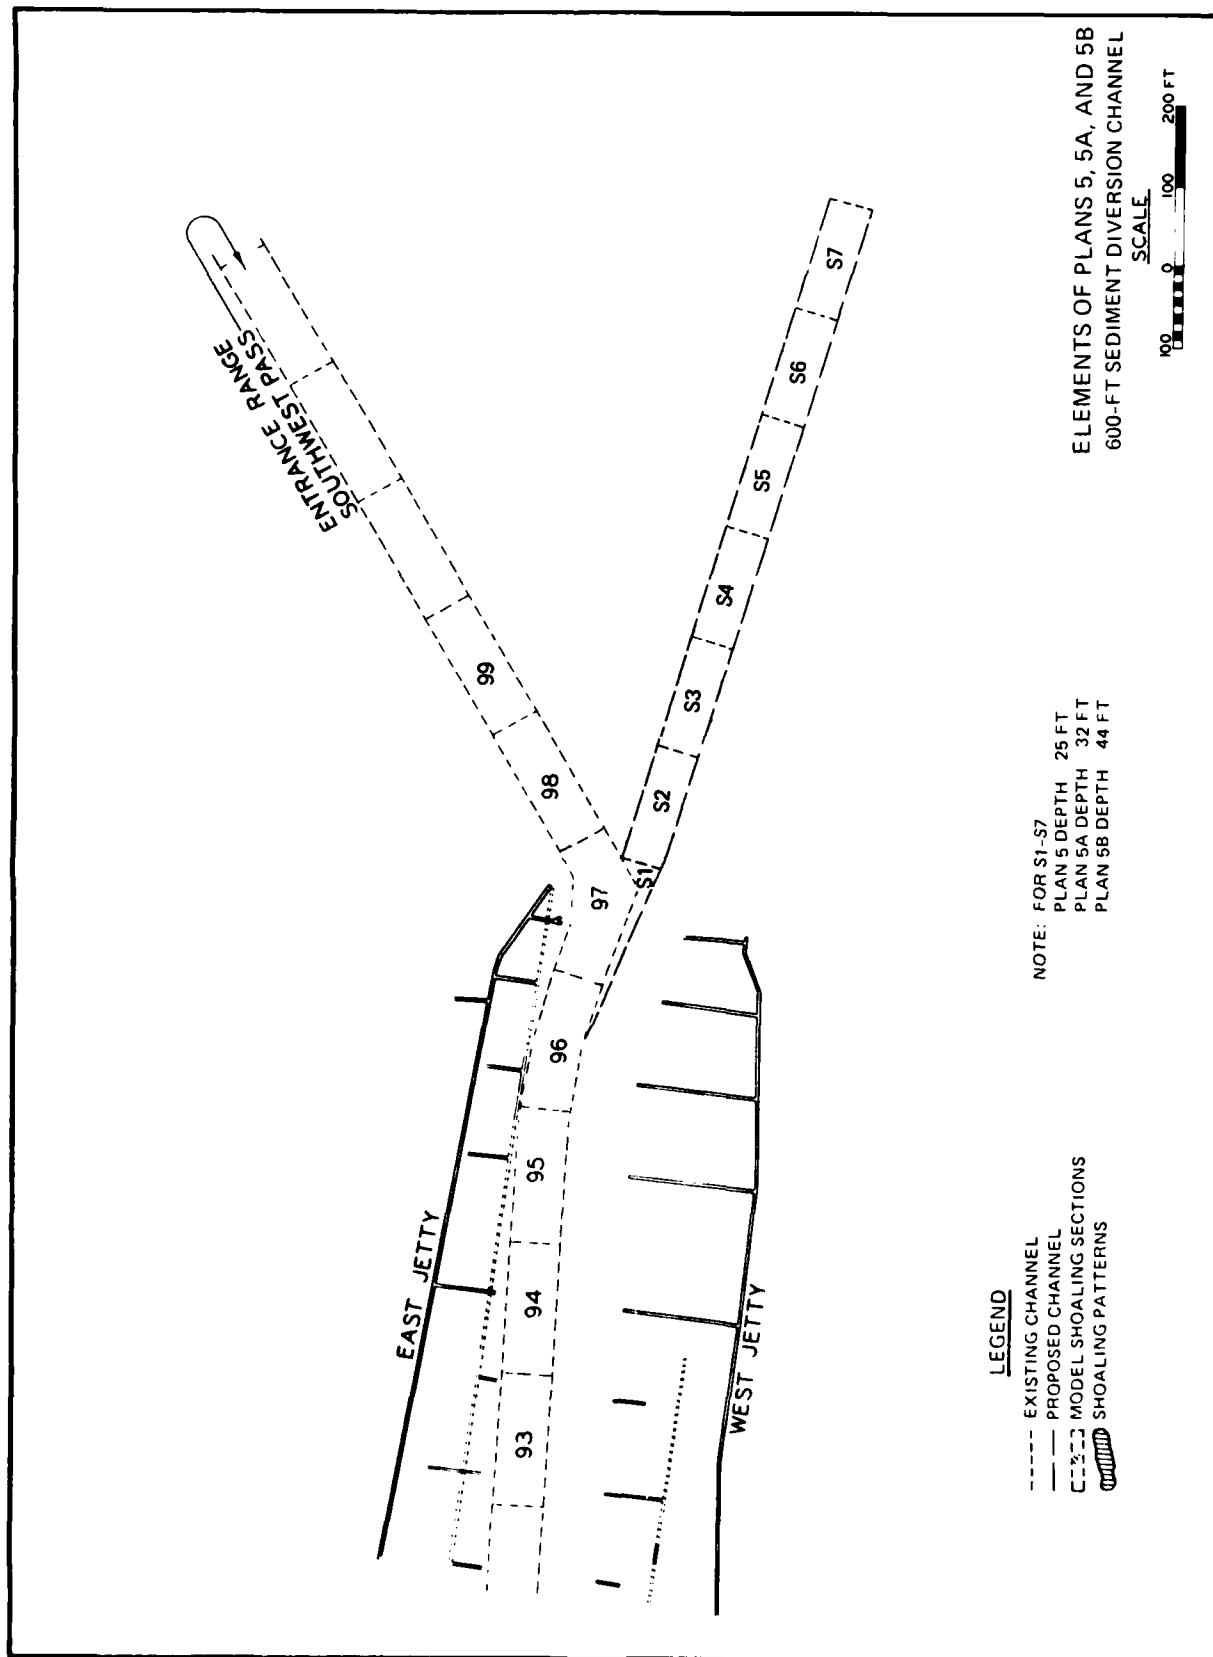 ENTRANCE RANGE
SOUTHWEST PASS
EAST JETTY
93
94
95
96
97
98
99
S1
S2
S3
S4
S5
S6
S7
WEST JETTY
LEGEND
EXISTING CHANNEL
PROPOSED CHANNEL
MODEL SHOALING SECTIONS
SHOALING PATTERNS
NOTE: FOR S1-S7
PLAN 5 DEPTH 25 FT
PLAN 5A DEPTH 32 FT
PLAN 5B DEPTH 44 FT
ELEMENTS OF PLANS 5, 5A, AND 5B
600-FT SEDIMENT DIVERSION CHANNEL
SCALE
100 0 100 200 FT